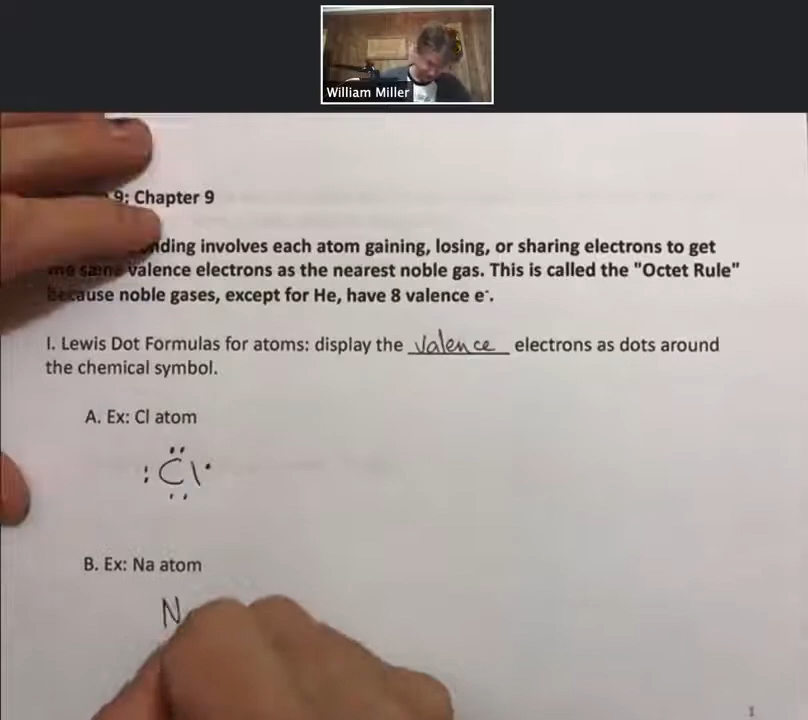 William Miller
9: Chapter 9
nding involves each atom gaining, losing, or sharing electrons to get
valence electrons as the nearest noble gas. This is called the "Octet Rule"
because noble gases, except for He, have 8 valence e⁻.
I. Lewis Dot Formulas for atoms: display the valence electrons as dots around
the chemical symbol.
A. Ex: Cl atom
Cl
B. Ex: Na atom
N
1